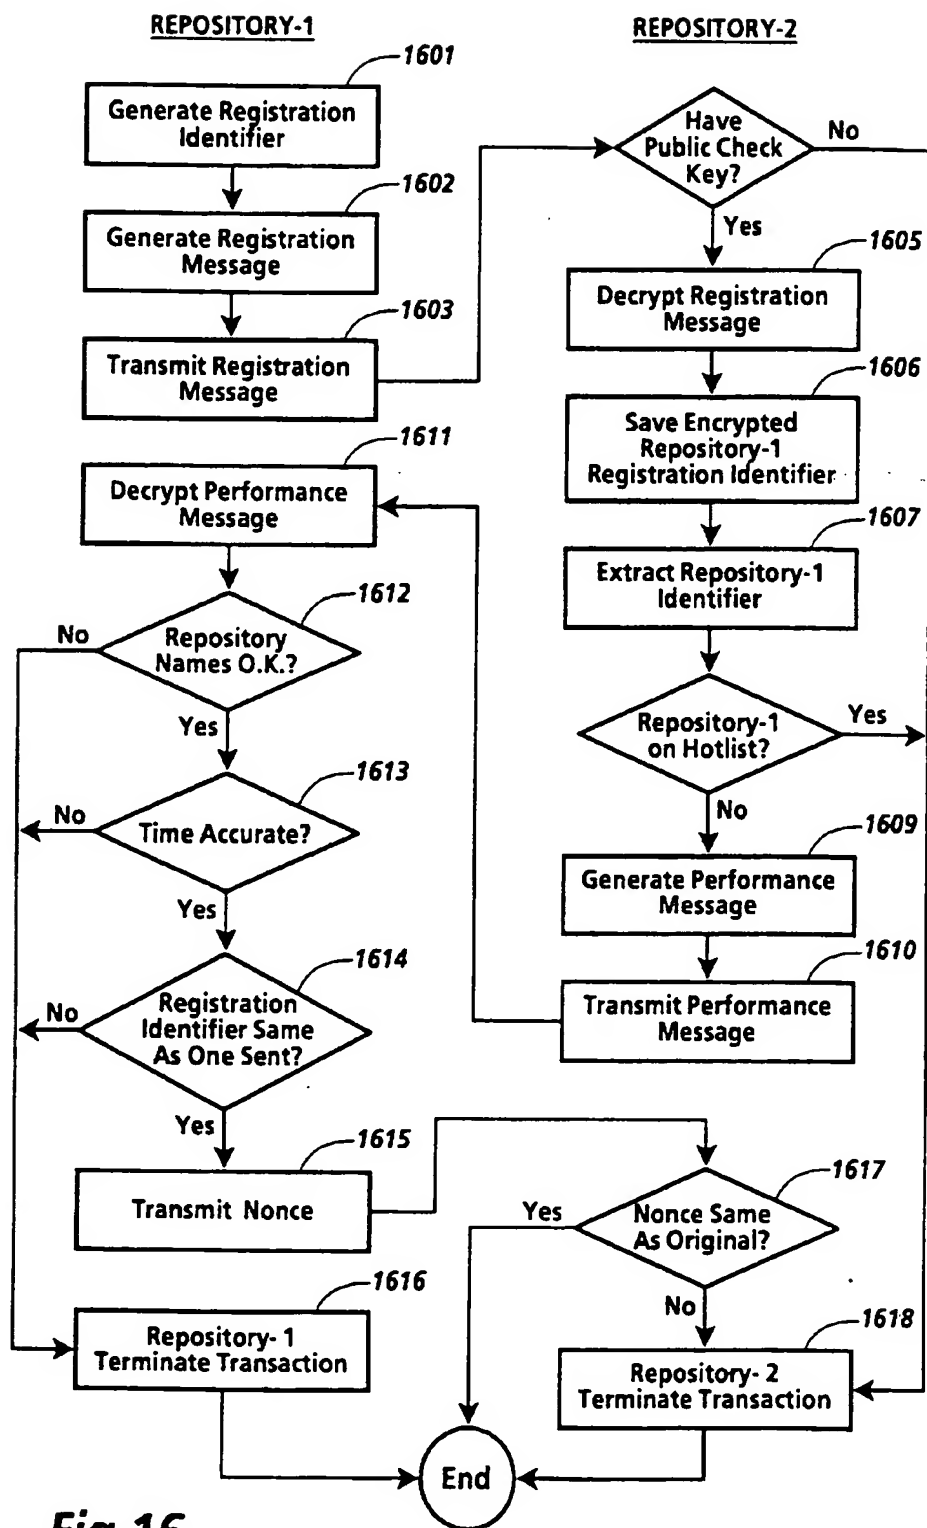 REPOSITORY-1
1601
Generate Registration
Identifier
1602
Generate Registration
Message
1603
Transmit Registration
Message
1611
Decrypt Performance
Message
1612
Repository
Names O.K.?
No
Yes
1613
Time Accurate?
No
Yes
1614
Registration
Identifier Same
As One Sent?
No
Yes
1615
Transmit Nonce
1616
Repository- 1
Terminate Transaction
REPOSITORY-2
Have
Public Check
Key?
No
Yes
1605
Decrypt Registration
Message
1606
Save Encrypted
Repository-1
Registration Identifier
1607
Extract Repository-1
Identifier
Repository-1
on Hotlist?
Yes
No
1609
Generate Performance
Message
1610
Transmit Performance
Message
1617
Nonce Same
As Original?
Yes
No
1618
Repository- 2
Terminate Transaction
End
Fig.16